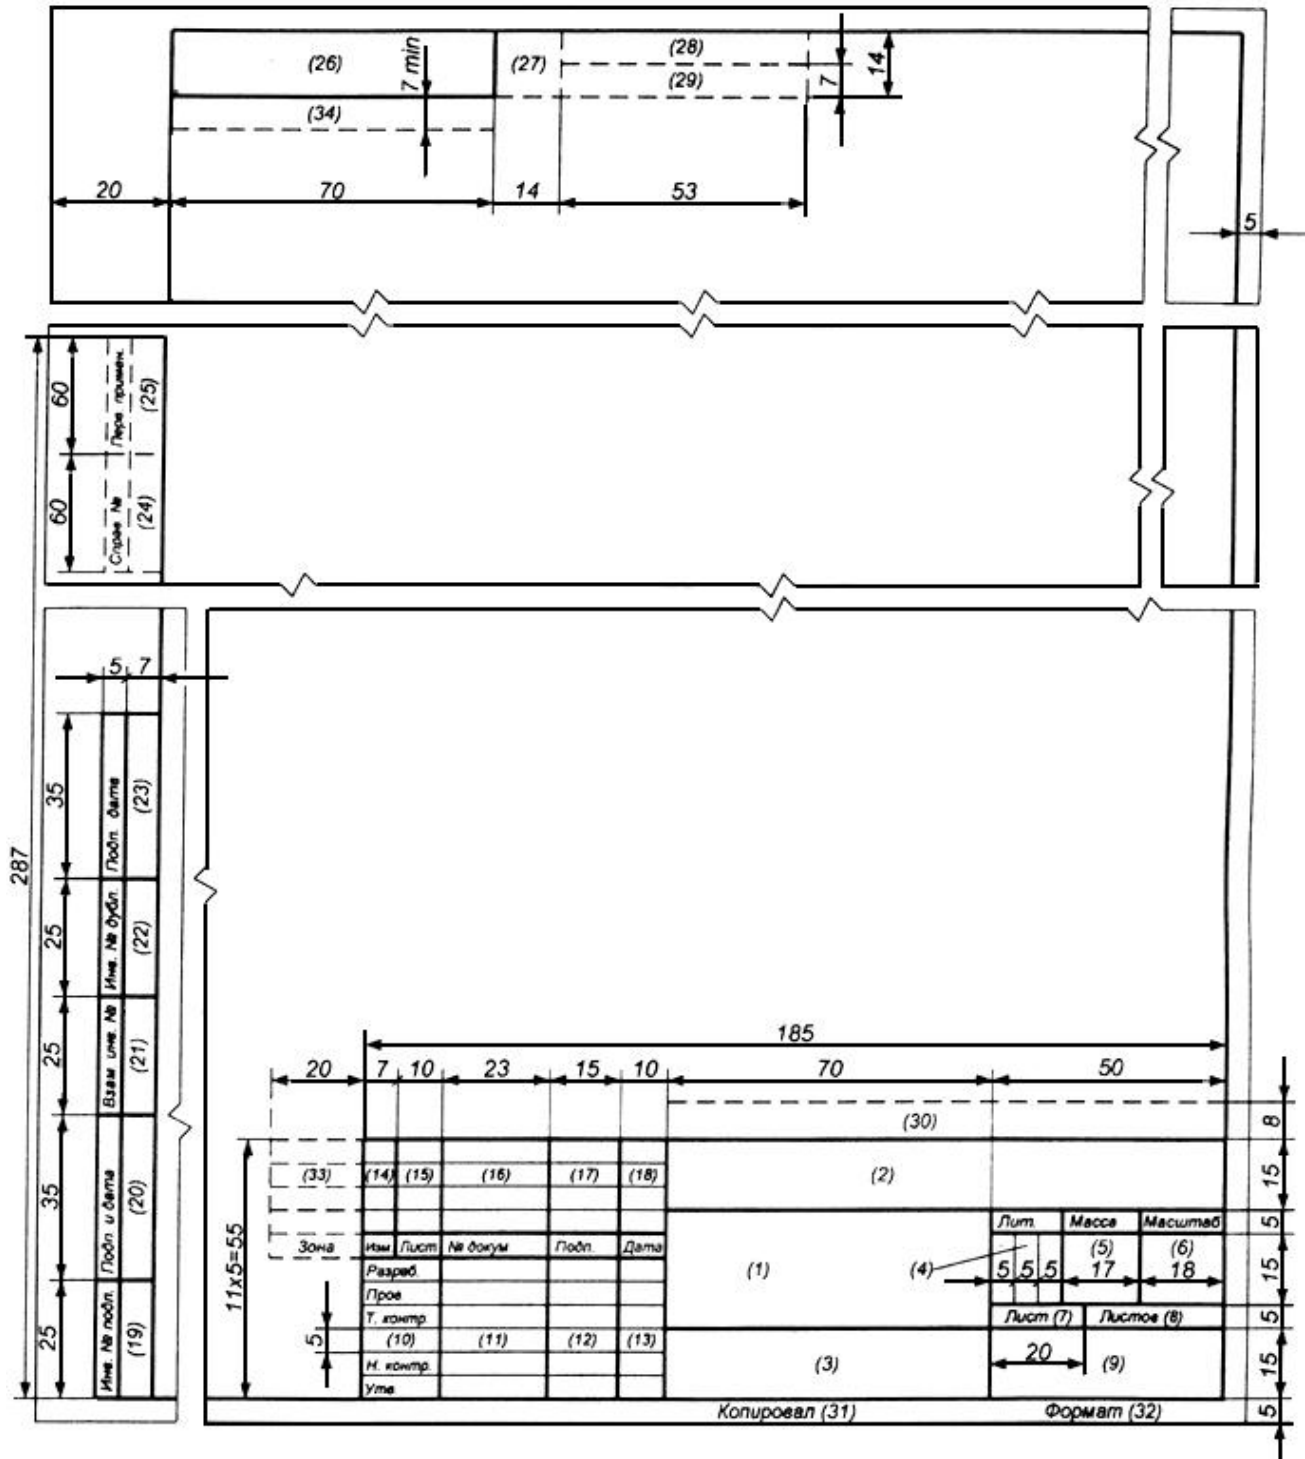 (26)
7 min
(27)
(28)
(29)
7
14
(34)
20
70
14
53
5
287
60
Перв примен.
(25)
60
Справ №
(24)
5 7
35
Подп. дата
(23)
25
Инв. № дубл.
(22)
25
Взам инв. №
(21)
35
Подп и дата
(20)
25
Инв. № подл.
(19)
185
20 7 10 23 15 10 70 50
(30)
8
(33) (14) (15) (16) (17) (18)
(2)
15
Лит. Масса Масштаб
5
Зона Изм Лист № докум Подп. Дата
(1)
(4)
(5) (6)
5 5 5 17 18
15
11x5=55
Разраб.
Пров
Т. контр.
Лист (7) Листов (8)
5
5
(10) (11) (12) (13)
(3)
20
(9)
15
Н. контр.
Утв
Копировал (31) Формат (32)
5